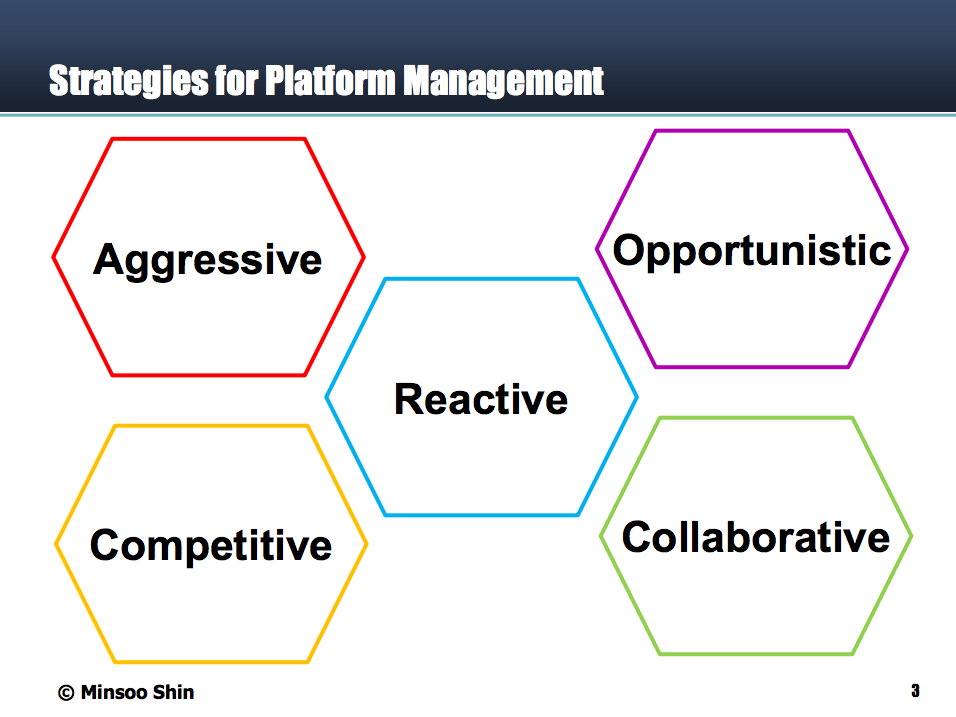 Strategies for Platform Management
Aggressive
Opportunistic
Reactive
Competitive
Collaborative
© Minsoo Shin
3